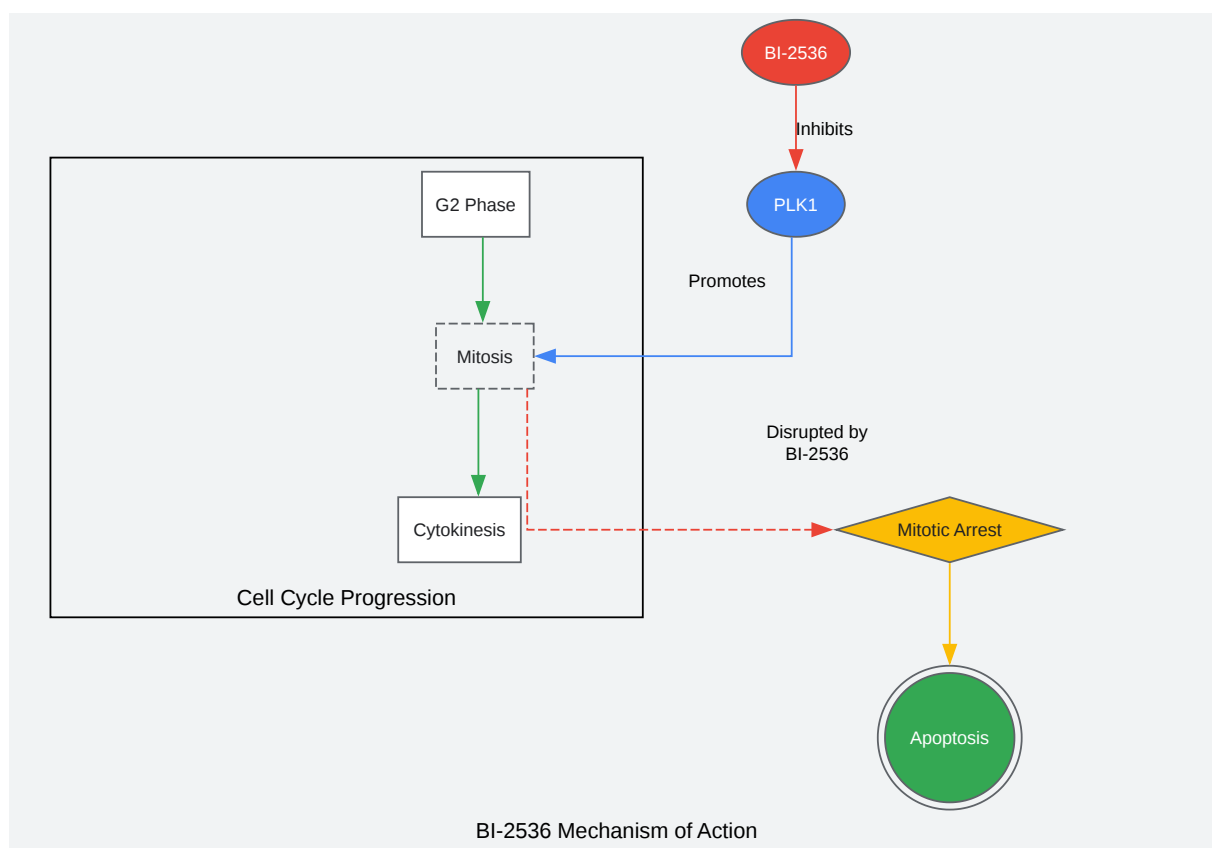 BI-2536
Inhibits
G2 Phase
PLK1
Promotes
Mitosis
Disrupted by
BI-2536
Cytokinesis
Mitotic Arrest
Cell Cycle Progression
Apoptosis
BI-2536 Mechanism of Action